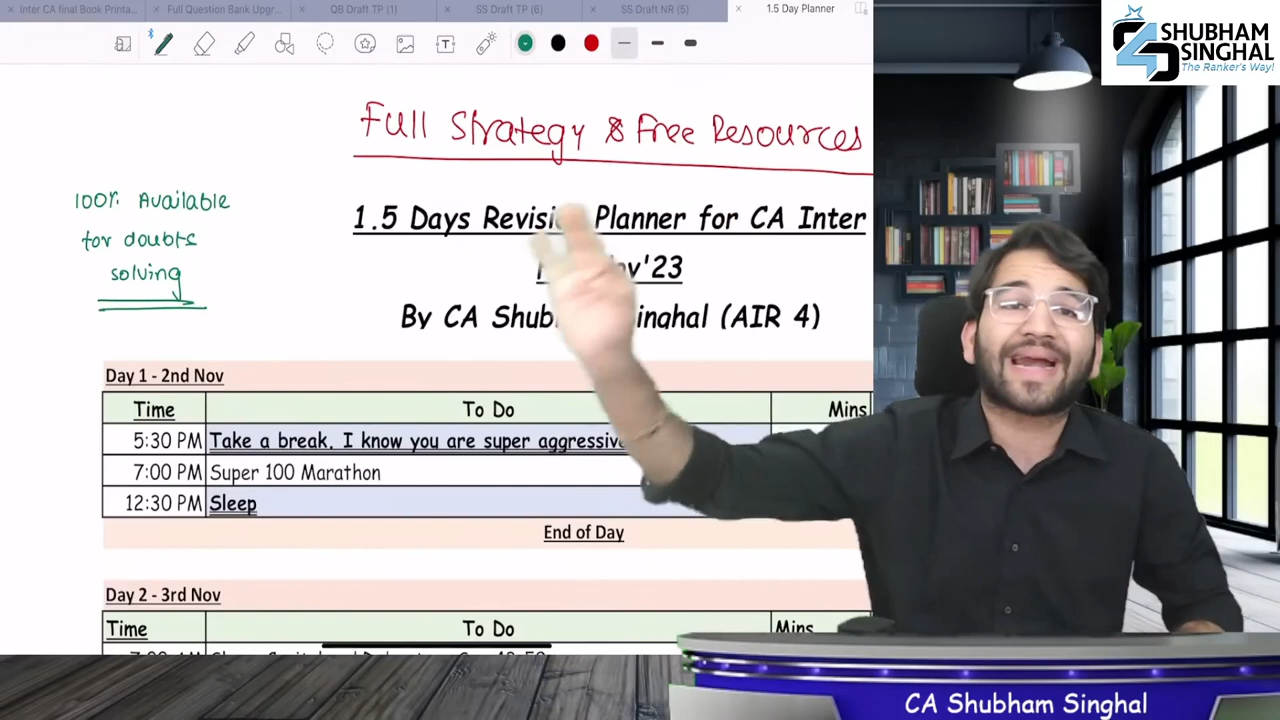 Inter CA final Book Printa...
Full Question Bank Upgr...
QB Draft TP (1)
SS Draft TP (6)
SS Draft NR (5)
1.5 Day Planner
SHUBHAM
SINGHAL
The Ranker's Way!
T
Full Strategy & Free Resources
100% Available
for doubts
solving
1.5 Days Planner for CA Inter
By CA
(AIR 4)
Day 1 - 2nd Nov
Time To Do Mins
5:30 PM Take a break. I know you are super aggressive
7:00 PM Super 100 Marathon
12:30 PM Sleep
End of Day
Day 2 - 3rd Nov
Time To Do Mins
CA Shubham Singhal